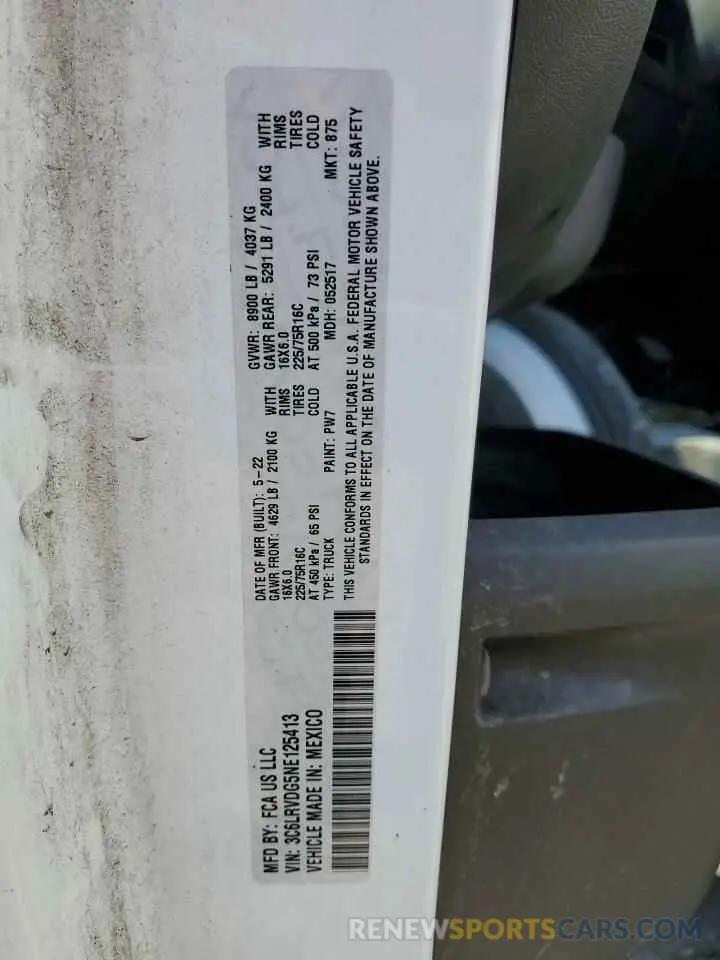 MFD BY: FCA US LLC
VIN: 3C6LRVDG5NE125413
VEHICLE MADE IN: MEXICO
DATE OF MFR (BUILT): 5-22 GVWR: 8900 LB / 4037 KG
GAWR FRONT: 4629 LB / 2100 KG WITH GAWR REAR: 5291 LB / 2400 KG WITH
16X6.0 RIMS 16X6.0 RIMS
225/75R16C TIRES 225/75R16C TIRES
AT 450 kPa / 65 PSI COLD AT 500 kPa / 73 PSI COLD
TYPE: TRUCK PAINT: PW7 MDH: 052517 MKT: 875
THIS VEHICLE CONFORMS TO ALL APPLICABLE U.S.A. FEDERAL MOTOR VEHICLE SAFETY
STANDARDS IN EFFECT ON THE DATE OF MANUFACTURE SHOWN ABOVE.
RENEWSPORTSCARS.COM